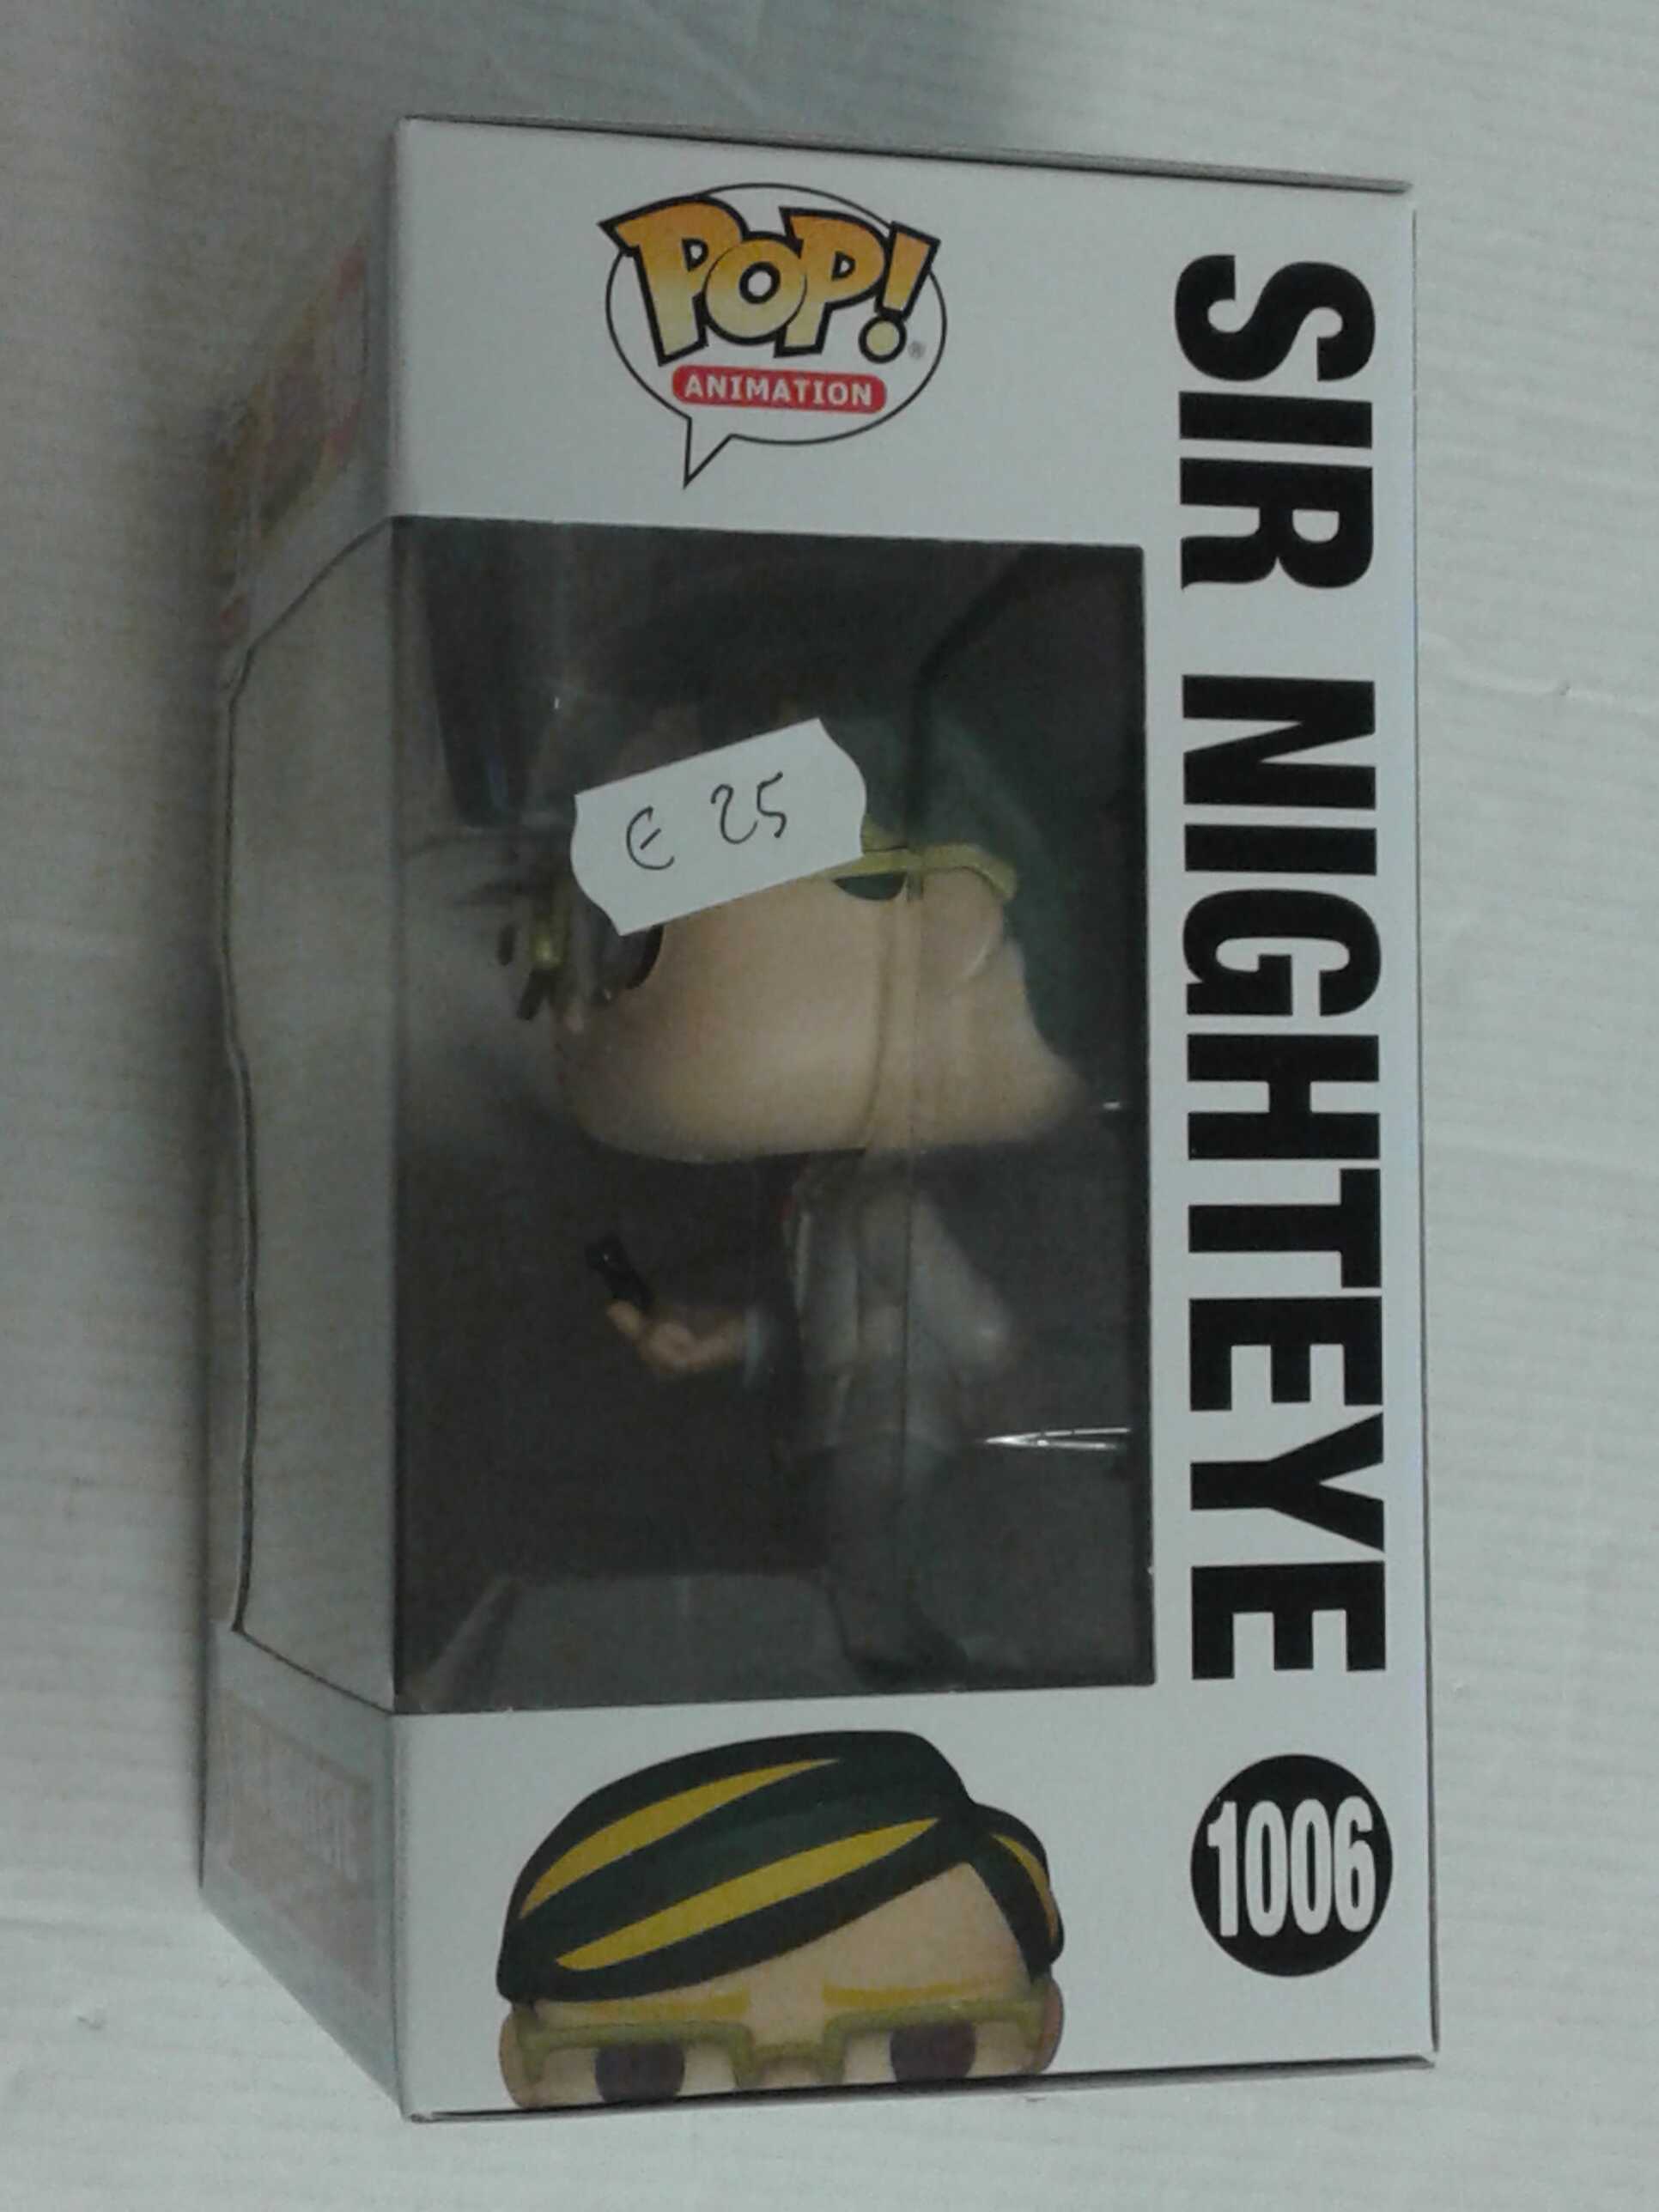 POP!
ANIMATION
€ 25
SIR NIGHTEYE
1006